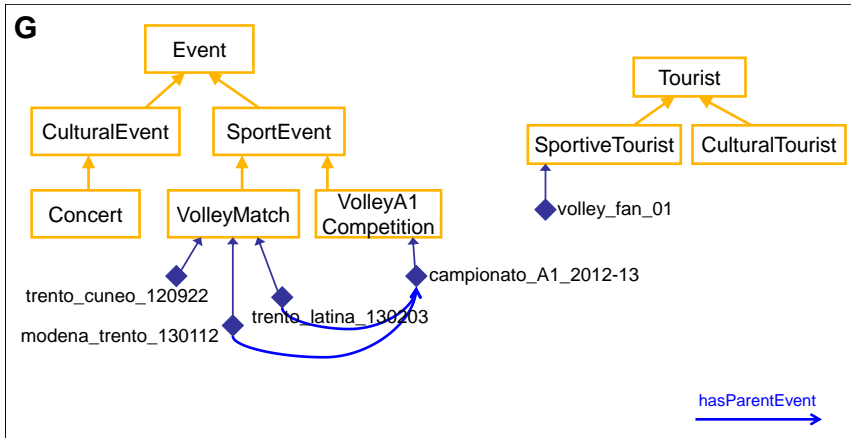 G
Event
Tourist
CulturalEvent
SportEvent
SportiveTourist
CulturalTourist
Concert
VolleyMatch
VolleyA1
Competition
volley_fan_01
trento_cuneo_120922
campionato_A1_2012-13
trento_latina_130203
modena_trento_130112
hasParentEvent